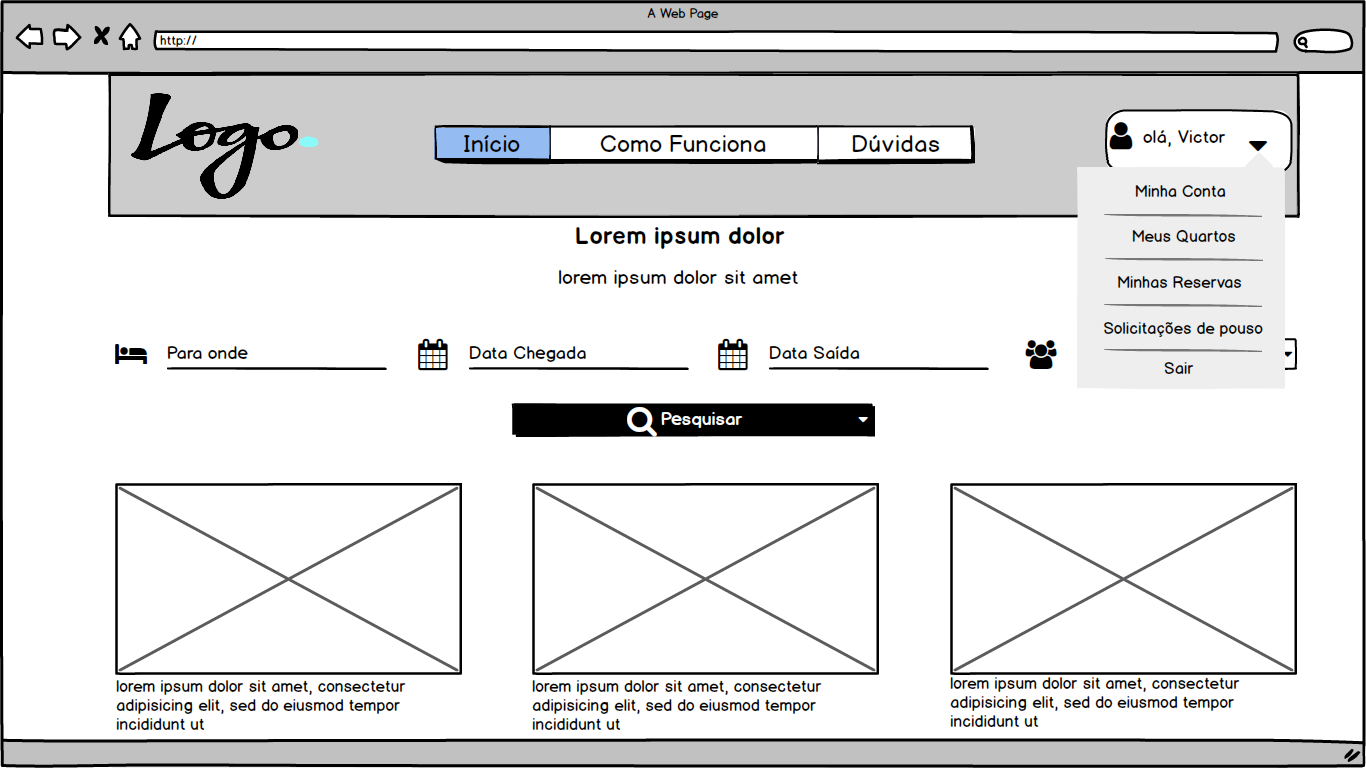 A Web Page
http://
Logo.
Início
Como Funciona
Dúvidas
olá, Victor
Minha Conta
Meus Quartos
Minhas Reservas
Solicitações de pouso
Sair
Lorem ipsum dolor
lorem ipsum dolor sit amet
Para onde
Data Chegada
Data Saída
Pesquisar
lorem ipsum dolor sit amet, consectetur
adipisicing elit, sed do eiusmod tempor
incididunt ut
lorem ipsum dolor sit amet, consectetur
adipisicing elit, sed do eiusmod tempor
incididunt ut
lorem ipsum dolor sit amet, consectetur
adipisicing elit, sed do eiusmod tempor
incididunt ut